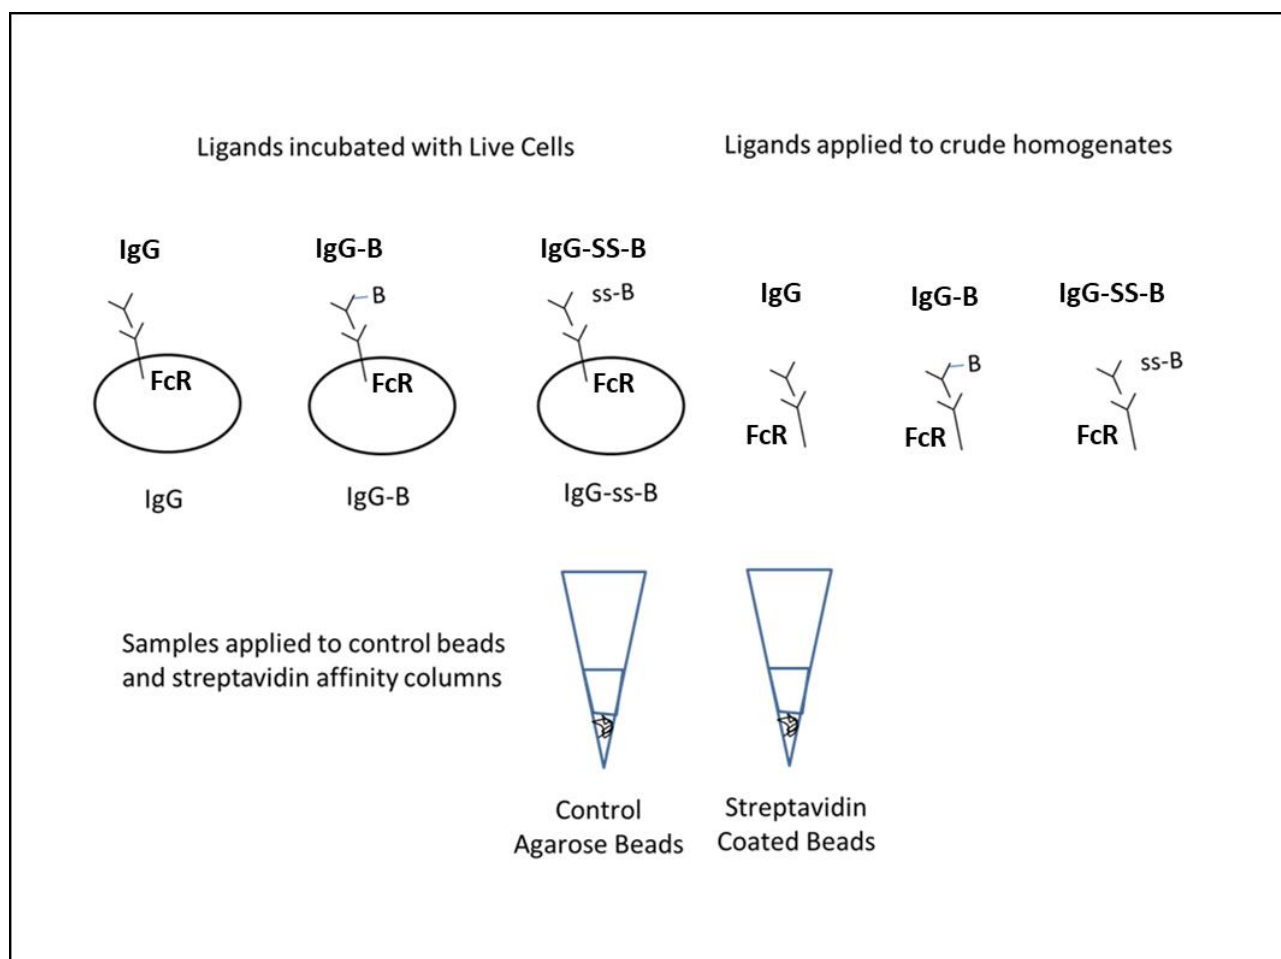 Ligands incubated with Live Cells
Ligands applied to crude homogenates
IgG
IgG-B
IgG-SS-B
B
ss-B
FcR
FcR
FcR
IgG
IgG-B
IgG-ss-B
IgG
IgG-B
IgG-SS-B
B
ss-B
FcR
FcR
FcR
Samples applied to control beads
and streptavidin affinity columns
Control
Agarose Beads
Streptavidin
Coated Beads